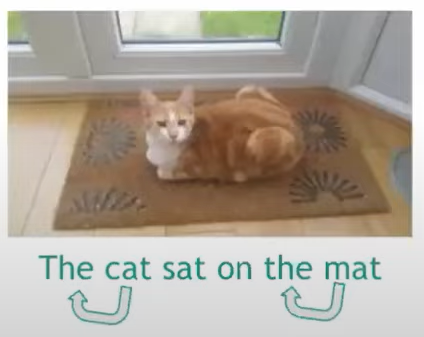 The cat sat on the mat